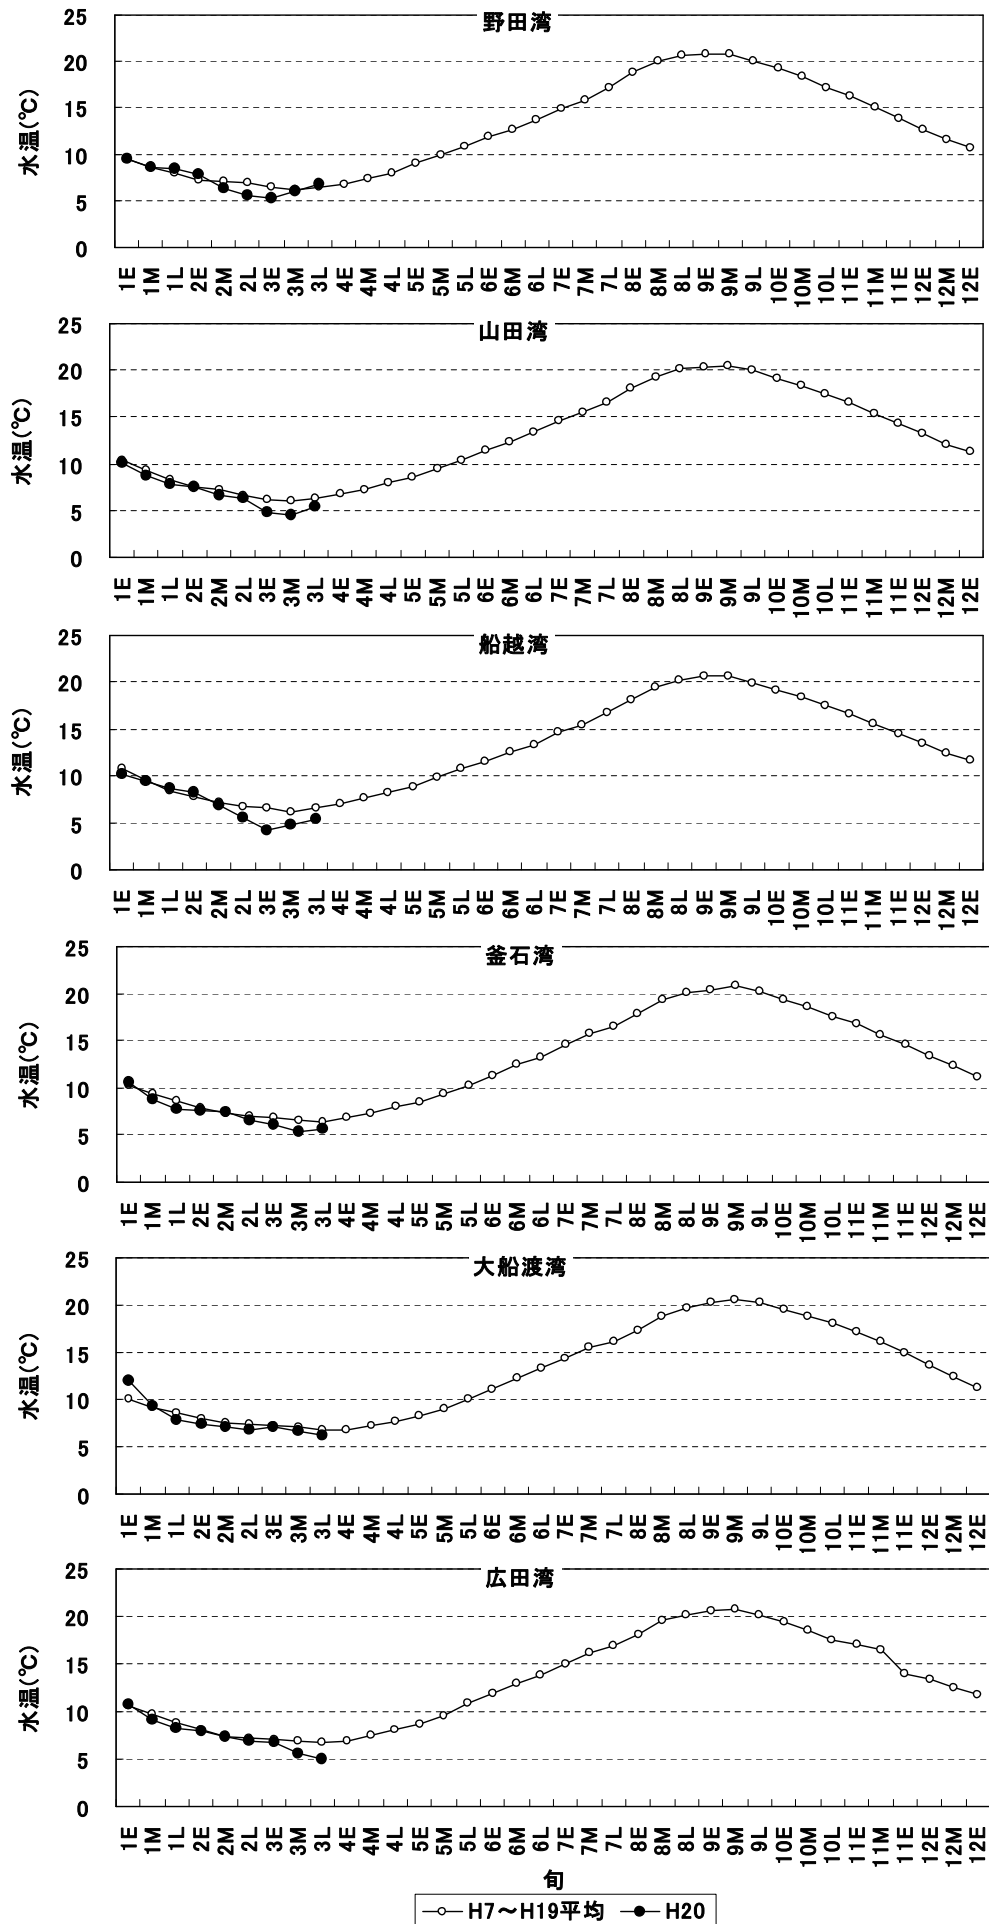 野田湾
水温(℃)
25
20
15
10
5
0
1E 1M 1L 2E 2M 2L 3E 3M 3L 4E 4M 4L 5E 5M 5L 6E 6M 6L 7E 7M 7L 8E 8M 8L 9E 9M 9L 10E 10M 10L 11E 11M 11E 12E 12M 12E
山田湾
水温(℃)
25
20
15
10
5
0
1E 1M 1L 2E 2M 2L 3E 3M 3L 4E 4M 4L 5E 5M 5L 6E 6M 6L 7E 7M 7L 8E 8M 8L 9E 9M 9L 10E 10M 10L 11E 11M 11E 12E 12M 12E
船越湾
水温(℃)
25
20
15
10
5
0
1E 1M 1L 2E 2M 2L 3E 3M 3L 4E 4M 4L 5E 5M 5L 6E 6M 6L 7E 7M 7L 8E 8M 8L 9E 9M 9L 10E 10M 10L 11E 11M 11E 12E 12M 12E
釜石湾
水温(℃)
25
20
15
10
5
0
1E 1M 1L 2E 2M 2L 3E 3M 3L 4E 4M 4L 5E 5M 5L 6E 6M 6L 7E 7M 7L 8E 8M 8L 9E 9M 9L 10E 10M 10L 11E 11M 11E 12E 12M 12E
大船渡湾
水温(℃)
25
20
15
10
5
0
1E 1M 1L 2E 2M 2L 3E 3M 3L 4E 4M 4L 5E 5M 5L 6E 6M 6L 7E 7M 7L 8E 8M 8L 9E 9M 9L 10E 10M 10L 11E 11M 11E 12E 12M 12E
広田湾
水温(℃)
25
20
15
10
5
0
1E 1M 1L 2E 2M 2L 3E 3M 3L 4E 4M 4L 5E 5M 5L 6E 6M 6L 7E 7M 7L 8E 8M 8L 9E 9M 9L 10E 10M 10L 11E 11M 11E 12E 12M 12E
旬
H7～H19平均 H20